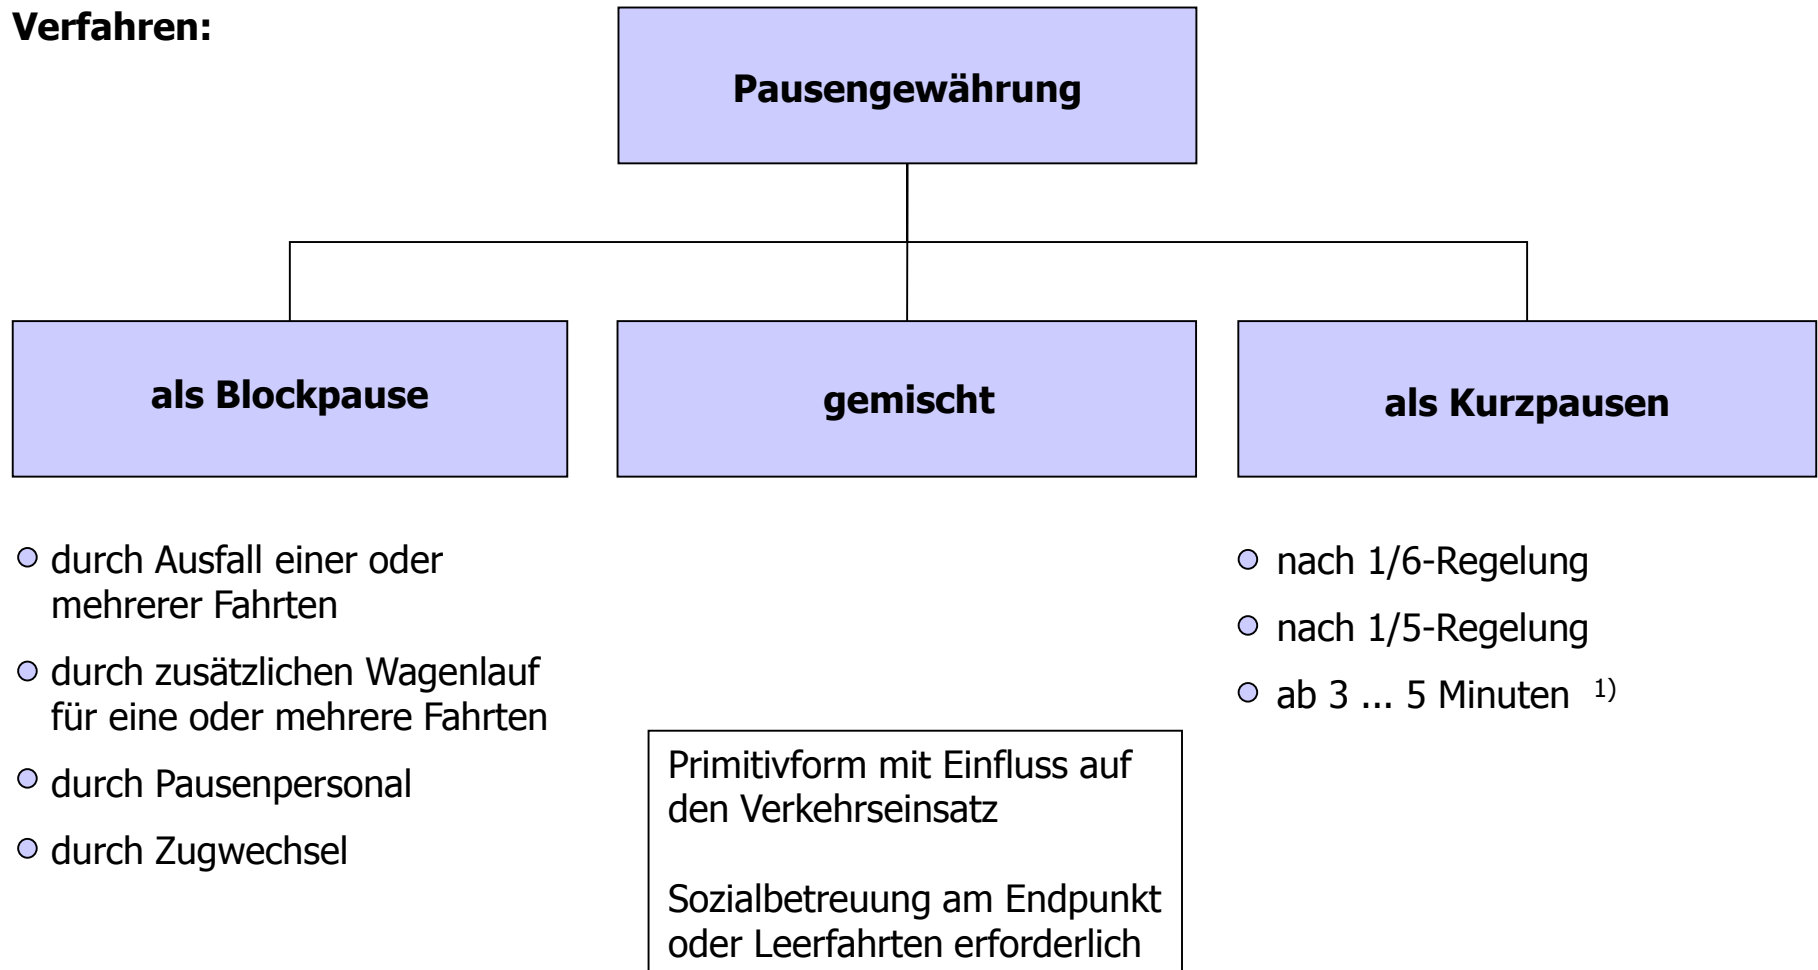 Verfahren:
Pausengewährung
als Blockpause
gemischt
als Kurzpausen
durch Ausfall einer oder
mehrerer Fahrten
durch zusätzlichen Wagenlauf
für eine oder mehrere Fahrten
durch Pausenpersonal
durch Zugwechsel
Primitivform mit Einfluss auf
den Verkehrseinsatz
Sozialbetreuung am Endpunkt
oder Leerfahrten erforderlich
nach 1/6-Regelung
nach 1/5-Regelung
ab 3 ... 5 Minuten 1)